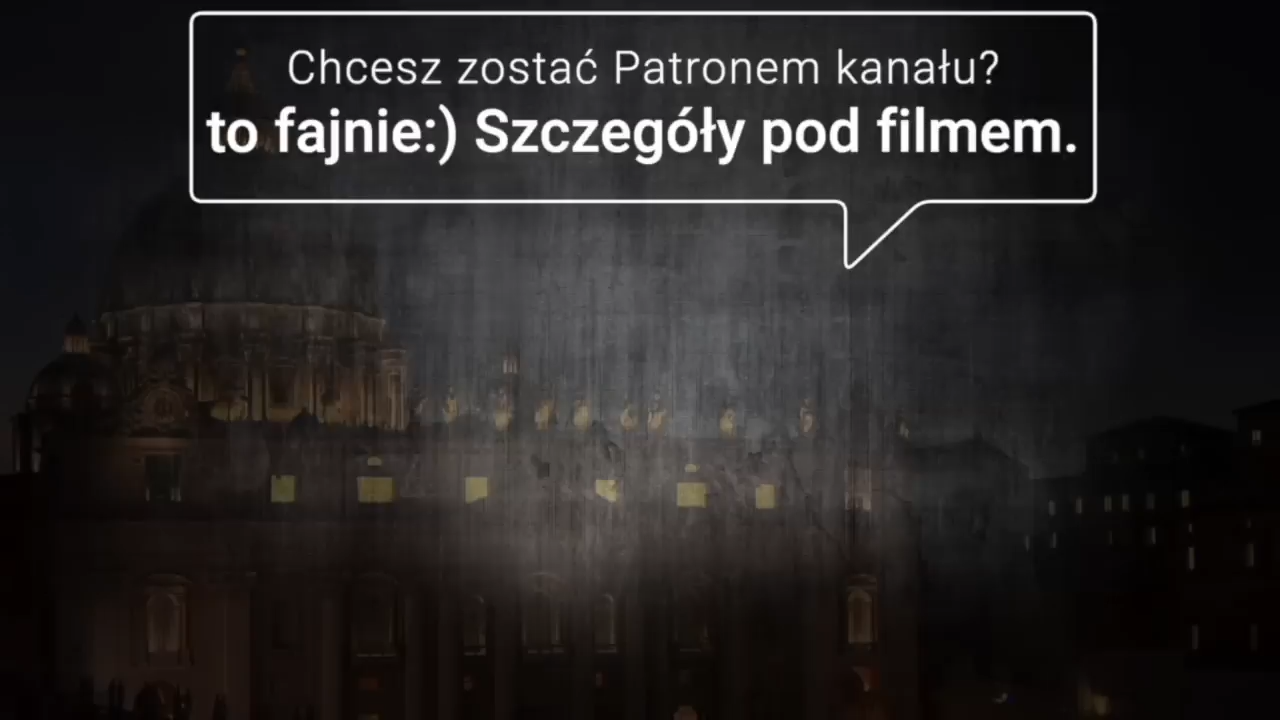 Chcesz zostać Patronem kanału?
to fajnie:) Szczegóły pod filmem.